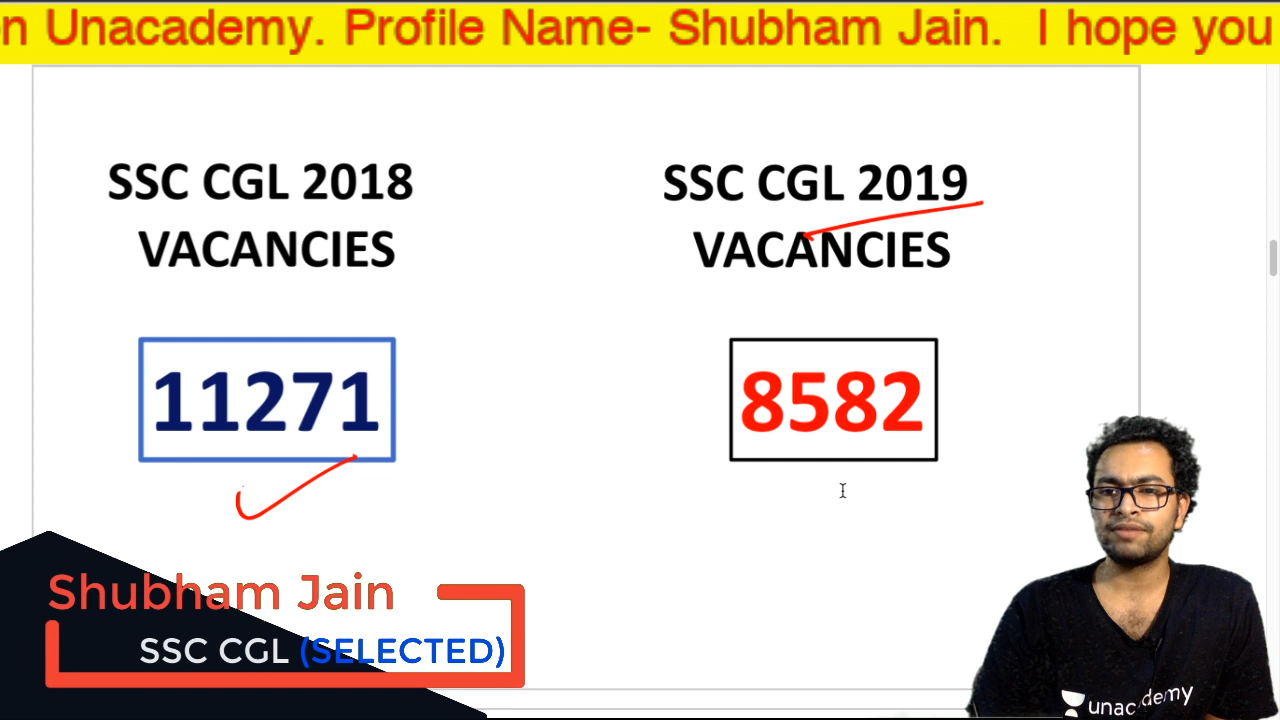 n Unacademy. Profile Name- Shubham Jain. I hope you
SSC CGL 2018
VACANCIES
11271
SSC CGL 2019
VACANCIES
8582
Shubham Jain
SSC CGL (SELECTED)
unacademy